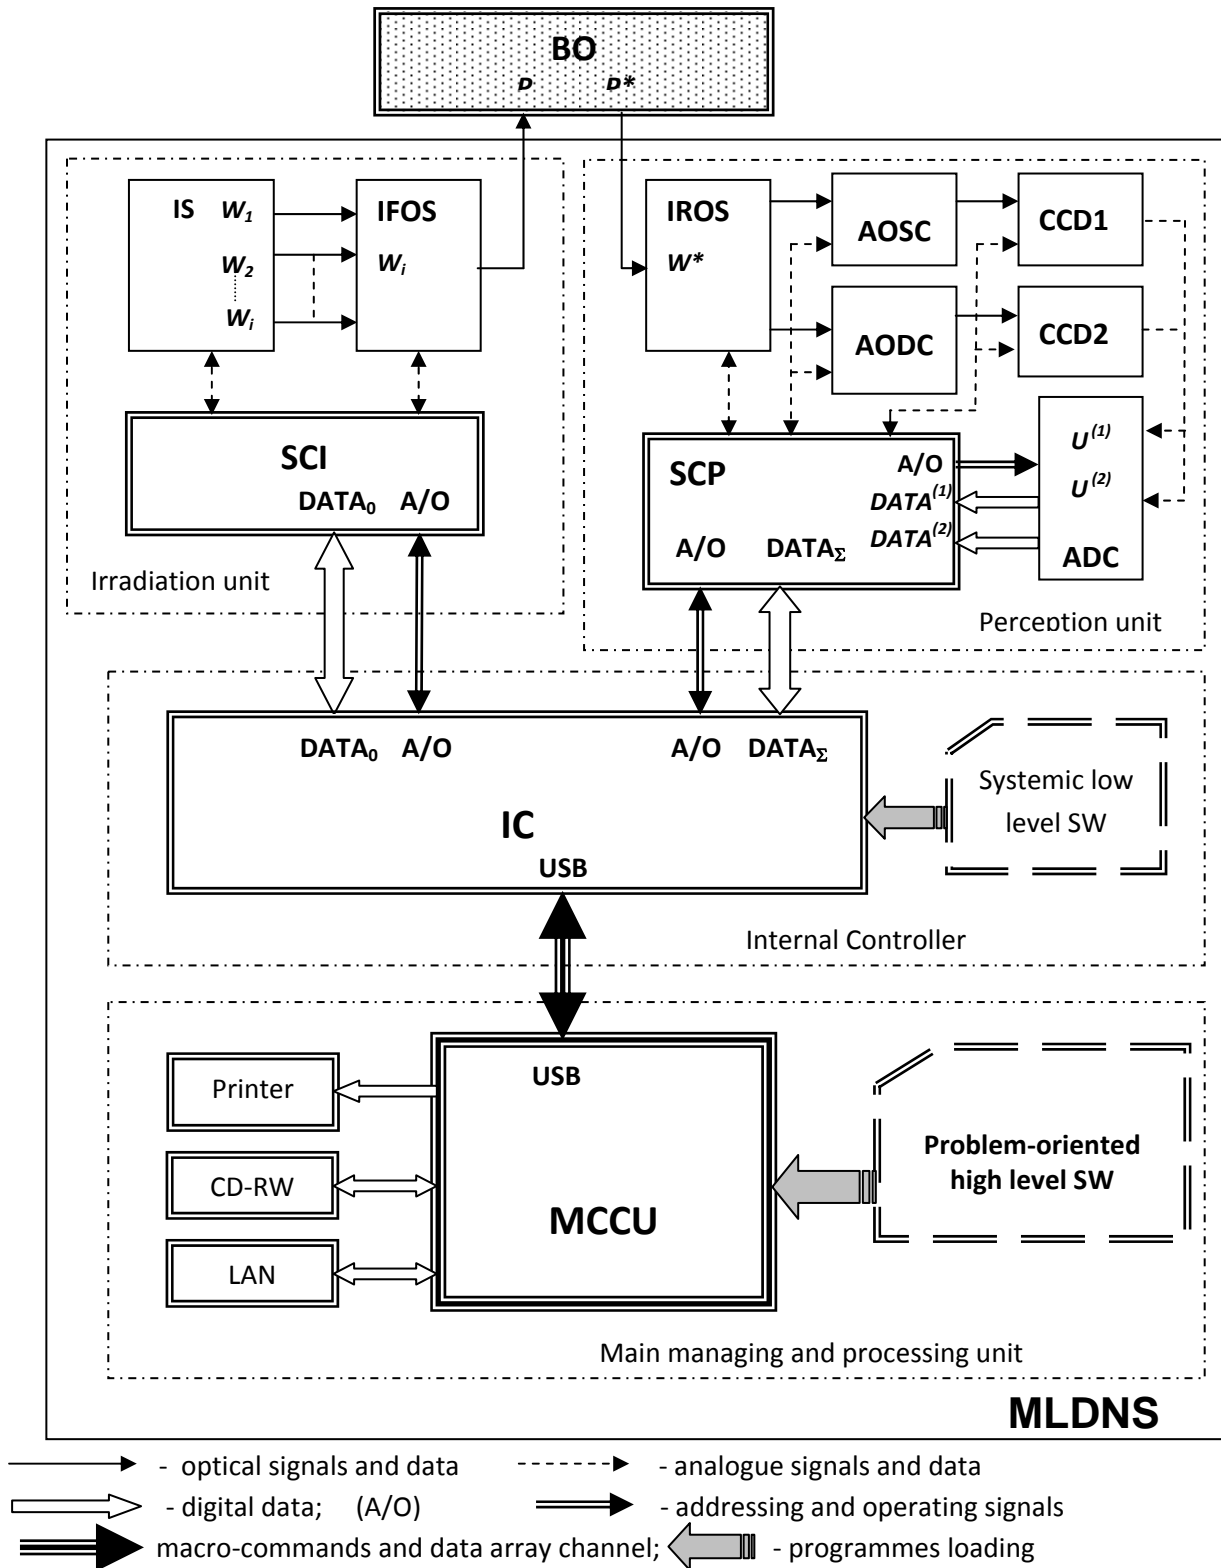 BO
IS W₁
W₂
Wᵢ
IFOS
Wᵢ
IROS
W*
AOSC
CCD1
AODC
CCD2
SCI
DATA₀ A/O
Irradiation unit
SCP
A/O
DATA⁽¹⁾
DATA⁽²⁾
A/O DATA_Σ
U⁽¹⁾
U⁽²⁾
ADC
Perception unit
DATA₀ A/O A/O DATA_Σ
IC
USB
Systemic low
level SW
Internal Controller
Printer
CD-RW
LAN
USB
MCCU
Problem-oriented
high level SW
Main managing and processing unit
MLDNS
- optical signals and data - analogue signals and data
- digital data; (A/O) - addressing and operating signals
macro-commands and data array channel; - programmes loading